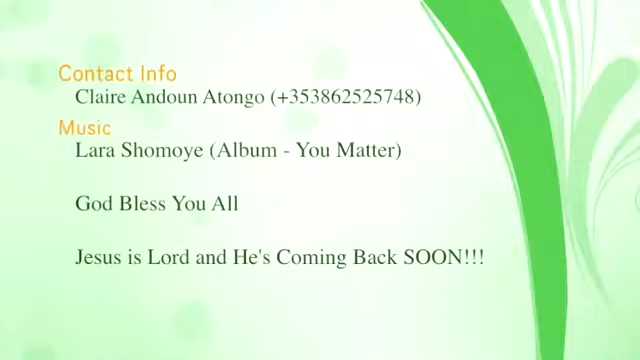 Contact Info
Claire Andoun Atongo (+353862525748)
Music
Lara Shomoye (Album - You Matter)
God Bless You All
Jesus is Lord and He's Coming Back SOON!!!